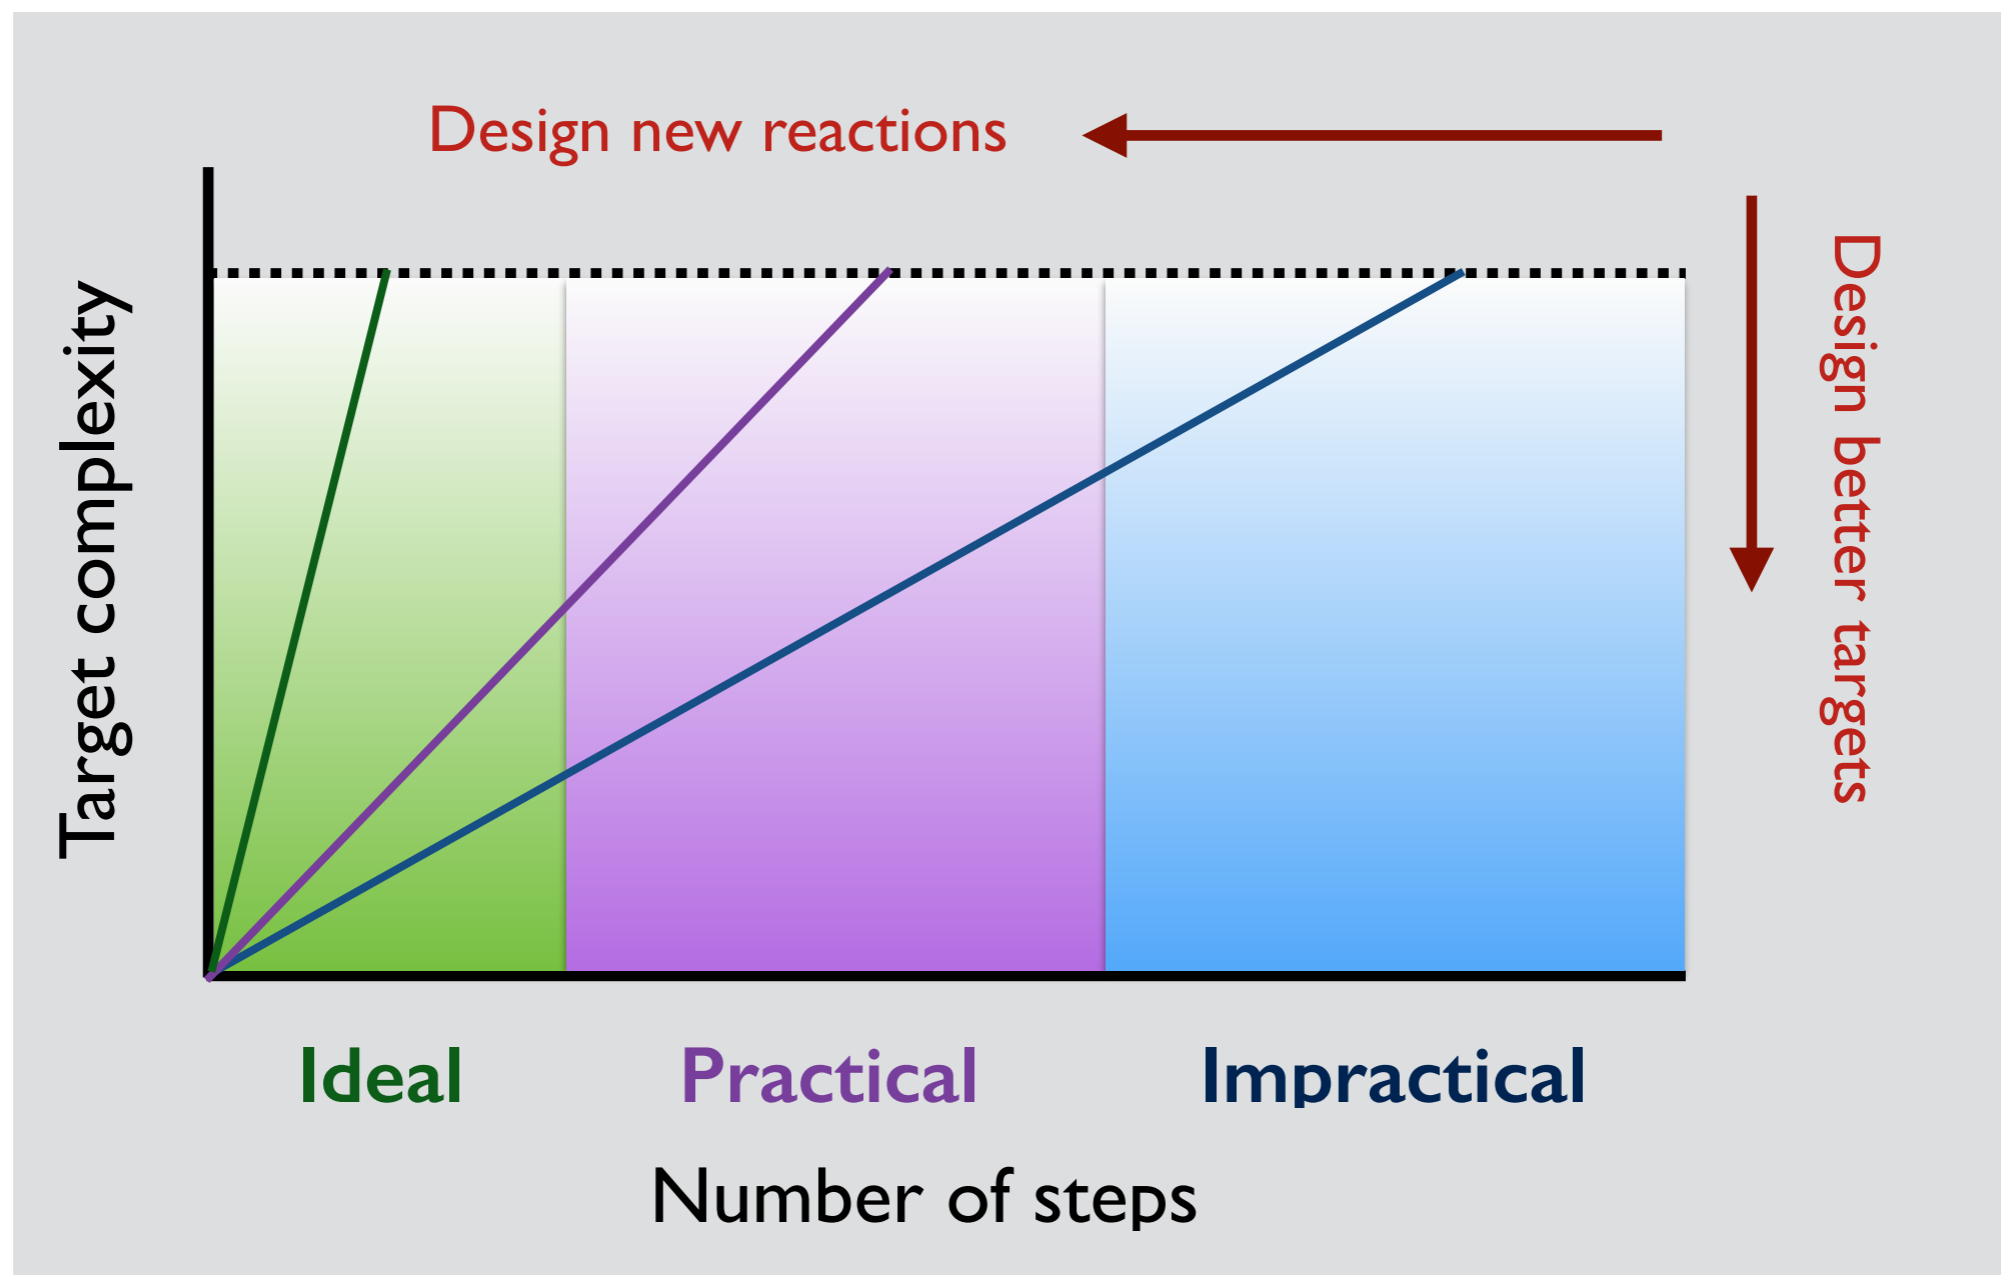 Design new reactions
Design better targets
Target complexity
Ideal
Practical
Impractical
Number of steps